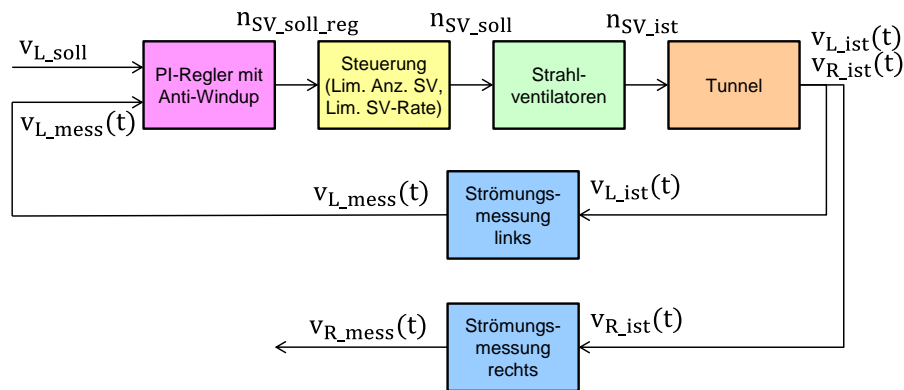 n_SV_soll_reg
n_SV_soll
n_SV_ist
v_L_soll
v_L_ist(t)
v_R_ist(t)
PI-Regler mit
Anti-Windup
Steuerung
(Lim. Anz. SV,
Lim. SV-Rate)
Strahl-
ventilatoren
Tunnel
v_L_mess(t)
v_L_mess(t)
Strömungs-
messung
links
v_L_ist(t)
v_R_mess(t)
Strömungs-
messung
rechts
v_R_ist(t)